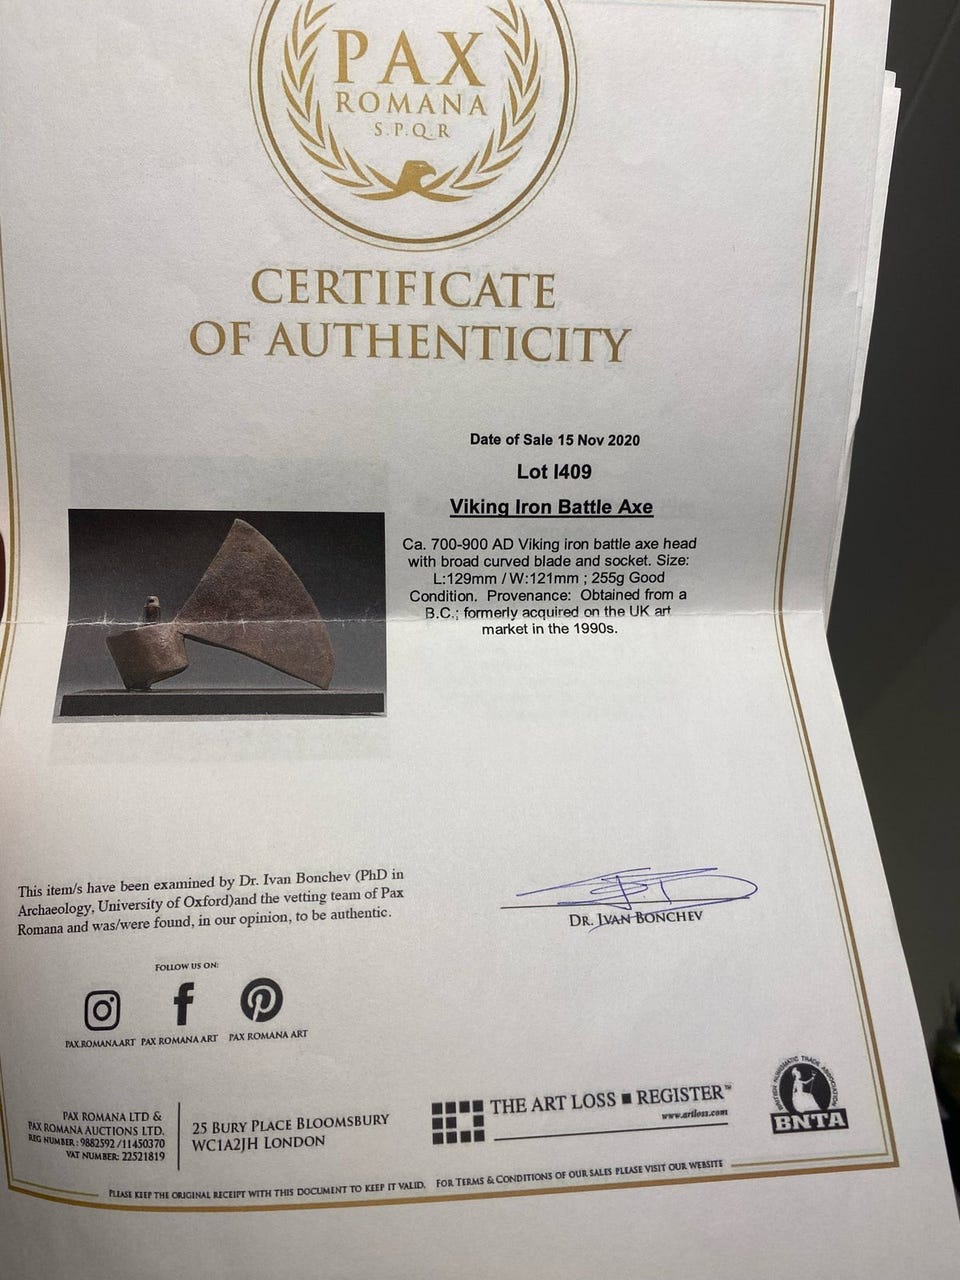 PAX
ROMANA
S.P.Q.R
CERTIFICATE
OF AUTHENTICITY
Date of Sale 15 Nov 2020
Lot I409
Viking Iron Battle Axe
Ca. 700-900 AD Viking iron battle axe head
with broad curved blade and socket. Size:
L:129mm / W:121mm ; 255g Good
Condition. Provenance: Obtained from a
B.C.; formerly acquired on the UK art
market in the 1990s.
This item/s have been examined by Dr. Ivan Bonchev (PhD in
Archaeology, University of Oxford)and the vetting team of Pax
Romana and was/were found, in our opinion, to be authentic.
DR. IVAN BONCHEV
FOLLOW US ON:
PAX.ROMANA.ART PAX ROMANA ART PAX ROMANA ART
PAX ROMANA LTD &
PAX ROMANA AUCTIONS LTD.
REG NUMBER : 9882592 /11450370
VAT NUMBER: 22521819
25 BURY PLACE BLOOMSBURY
WC1A2JH LONDON
THE ART LOSS ■ REGISTER™
www.artloss.com
BRITISH NUMISMATIC TRADE ASSOCIATION
BNTA
PLEASE KEEP THE ORIGINAL RECEIPT WITH THIS DOCUMENT TO KEEP IT VALID. FOR TERMS & CONDITIONS OF OUR SALES PLEASE VISIT OUR WEBSITE